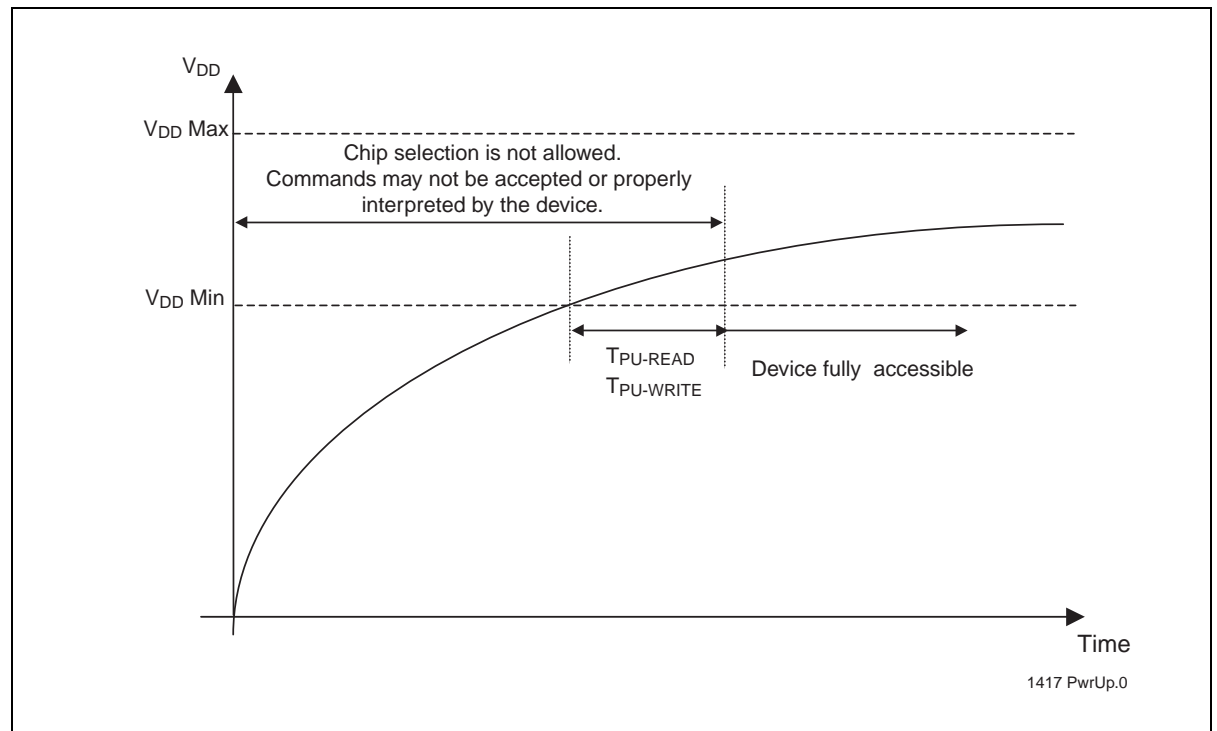 VDD
VDD Max
Chip selection is not allowed.
Commands may not be accepted or properly
interpreted by the device.
VDD Min
TPU-READ
TPU-WRITE
Device fully accessible
Time
1417 PwrUp.0